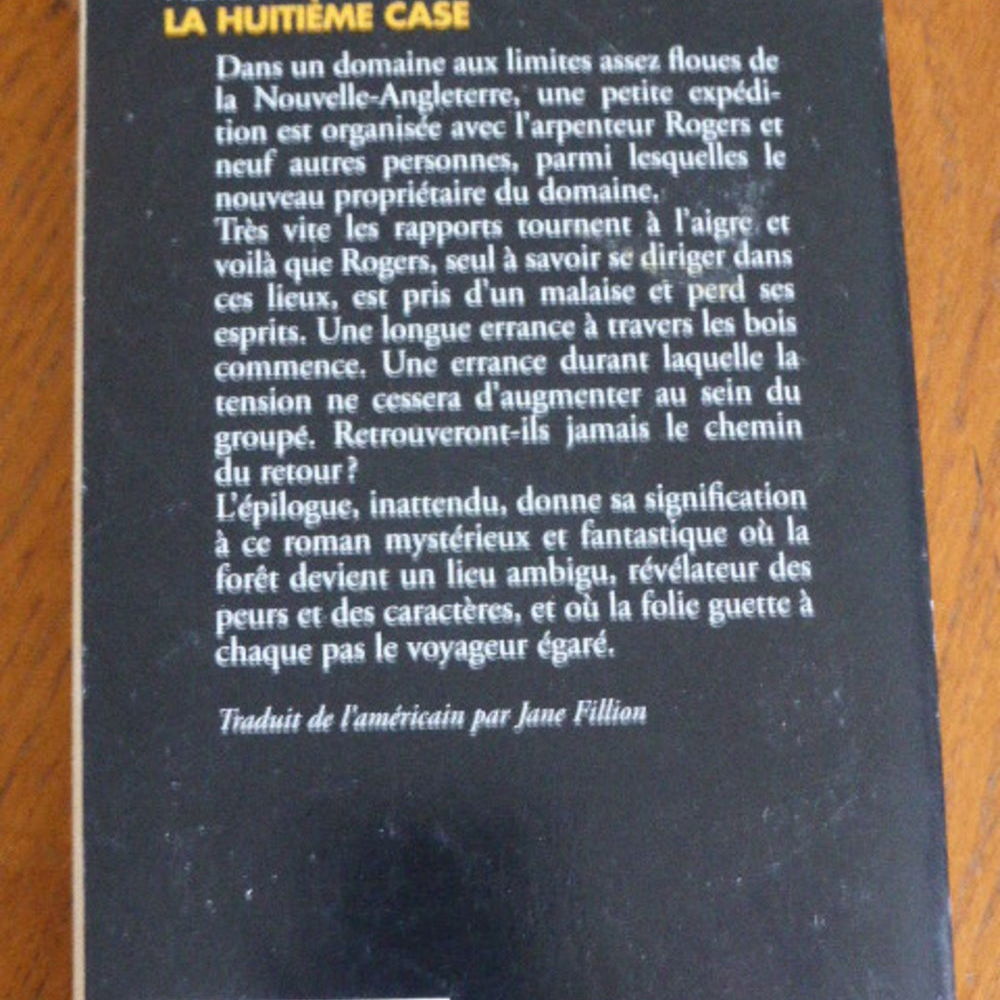 LA HUITIÈME CASE
Dans un domaine aux limites assez floues de
la Nouvelle-Angleterre, une petite expédi-
tion est organisée avec l'arpenteur Rogers et
neuf autres personnes, parmi lesquelles le
nouveau propriétaire du domaine.
Très vite les rapports tournent à l'aigre et
voilà que Rogers, seul à savoir se diriger dans
ces lieux, est pris d'un malaise et perd ses
esprits. Une longue errance à travers les bois
commence. Une errance durant laquelle la
tension ne cessera d'augmenter au sein du
groupé. Retrouveront-ils jamais le chemin
du retour?
L'épilogue, inattendu, donne sa signification
à ce roman mystérieux et fantastique où la
forêt devient un lieu ambigu, révélateur des
peurs et des caractères, et où la folie guette à
chaque pas le voyageur égaré.
Traduit de l'américain par Jane Fillion